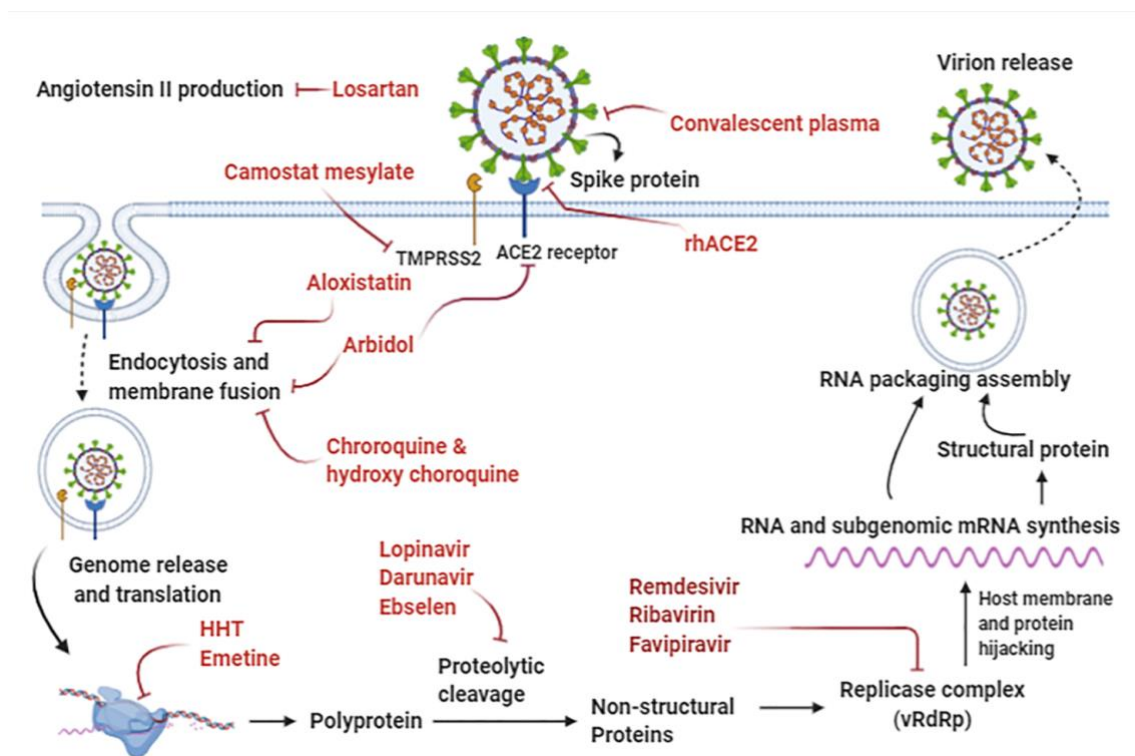 Virion release
Angiotensin II production
Losartan
Convalescent plasma
Camostat mesylate
Spike protein
rhACE2
TMPRSS2
ACE2 receptor
Aloxistatin
Arbidol
Endocytosis and
membrane fusion
RNA packaging assembly
Chroroquine &
hydroxy choroquine
Structural protein
RNA and subgenomic mRNA synthesis
Genome release
and translation
Lopinavir
Darunavir
Ebselen
Remdesivir
Ribavirin
Favipiravir
Host membrane
and protein
hijacking
HHT
Emetine
Proteolytic
cleavage
Replicase complex
(vRdRp)
Polyprotein
Non-structural
Proteins